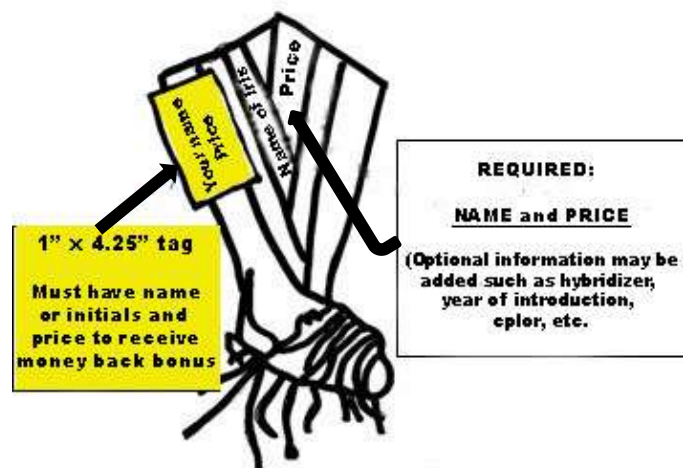 Your name
Price
Name of Iris
Price
1” x 4.25” tag
Must have name
or initials and
price to receive
money back bonus
REQUIRED:
NAME and PRICE
(Optional information may be
added such as hybridizer,
year of introduction,
cplor, etc.